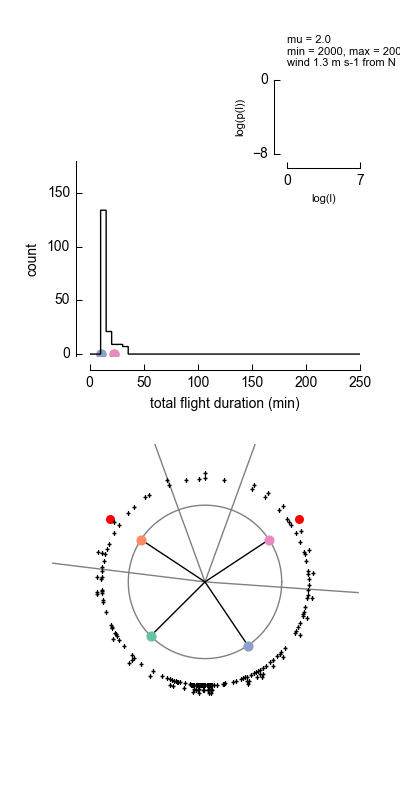 mu = 2.0
min = 2000, max = 200
wind 1.3 m s-1 from N
0
−8
log(p(l))
0 7
log(l)
150
100
50
0
count
0 50 100 150 200 250
total flight duration (min)